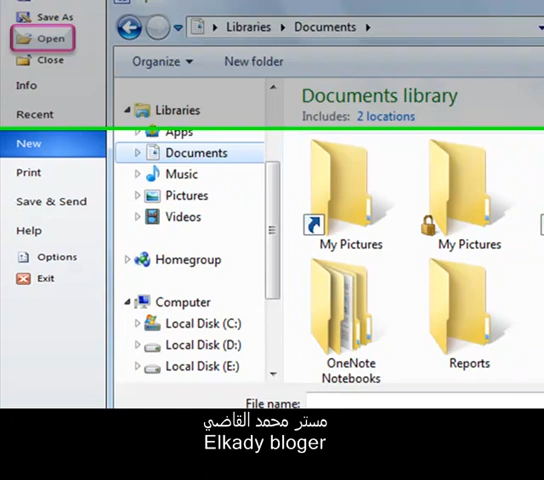 Save As
Open
Close
Info
Recent
New
Print
Save & Send
Help
Options
Exit
Libraries
Documents
Organize
New folder
Libraries
Apps
Documents
Music
Pictures
Videos
Homegroup
Computer
Local Disk (C:)
Local Disk (D:)
Local Disk (E:)
Documents library
Includes: 2 locations
My Pictures
My Pictures
OneNote
Notebooks
Reports
File name:
مستر محمد القاضي
Elkady bloger